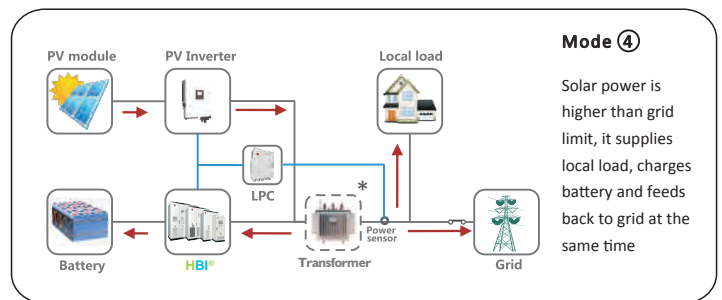 Mode ④
PV module
PV Inverter
Local load
Solar power is
higher than grid
limit, it supplies
local load, charges
battery and feeds
back to grid at the
same time
LPC
*
Power
sensor
Battery
HBI®
Transformer
Grid